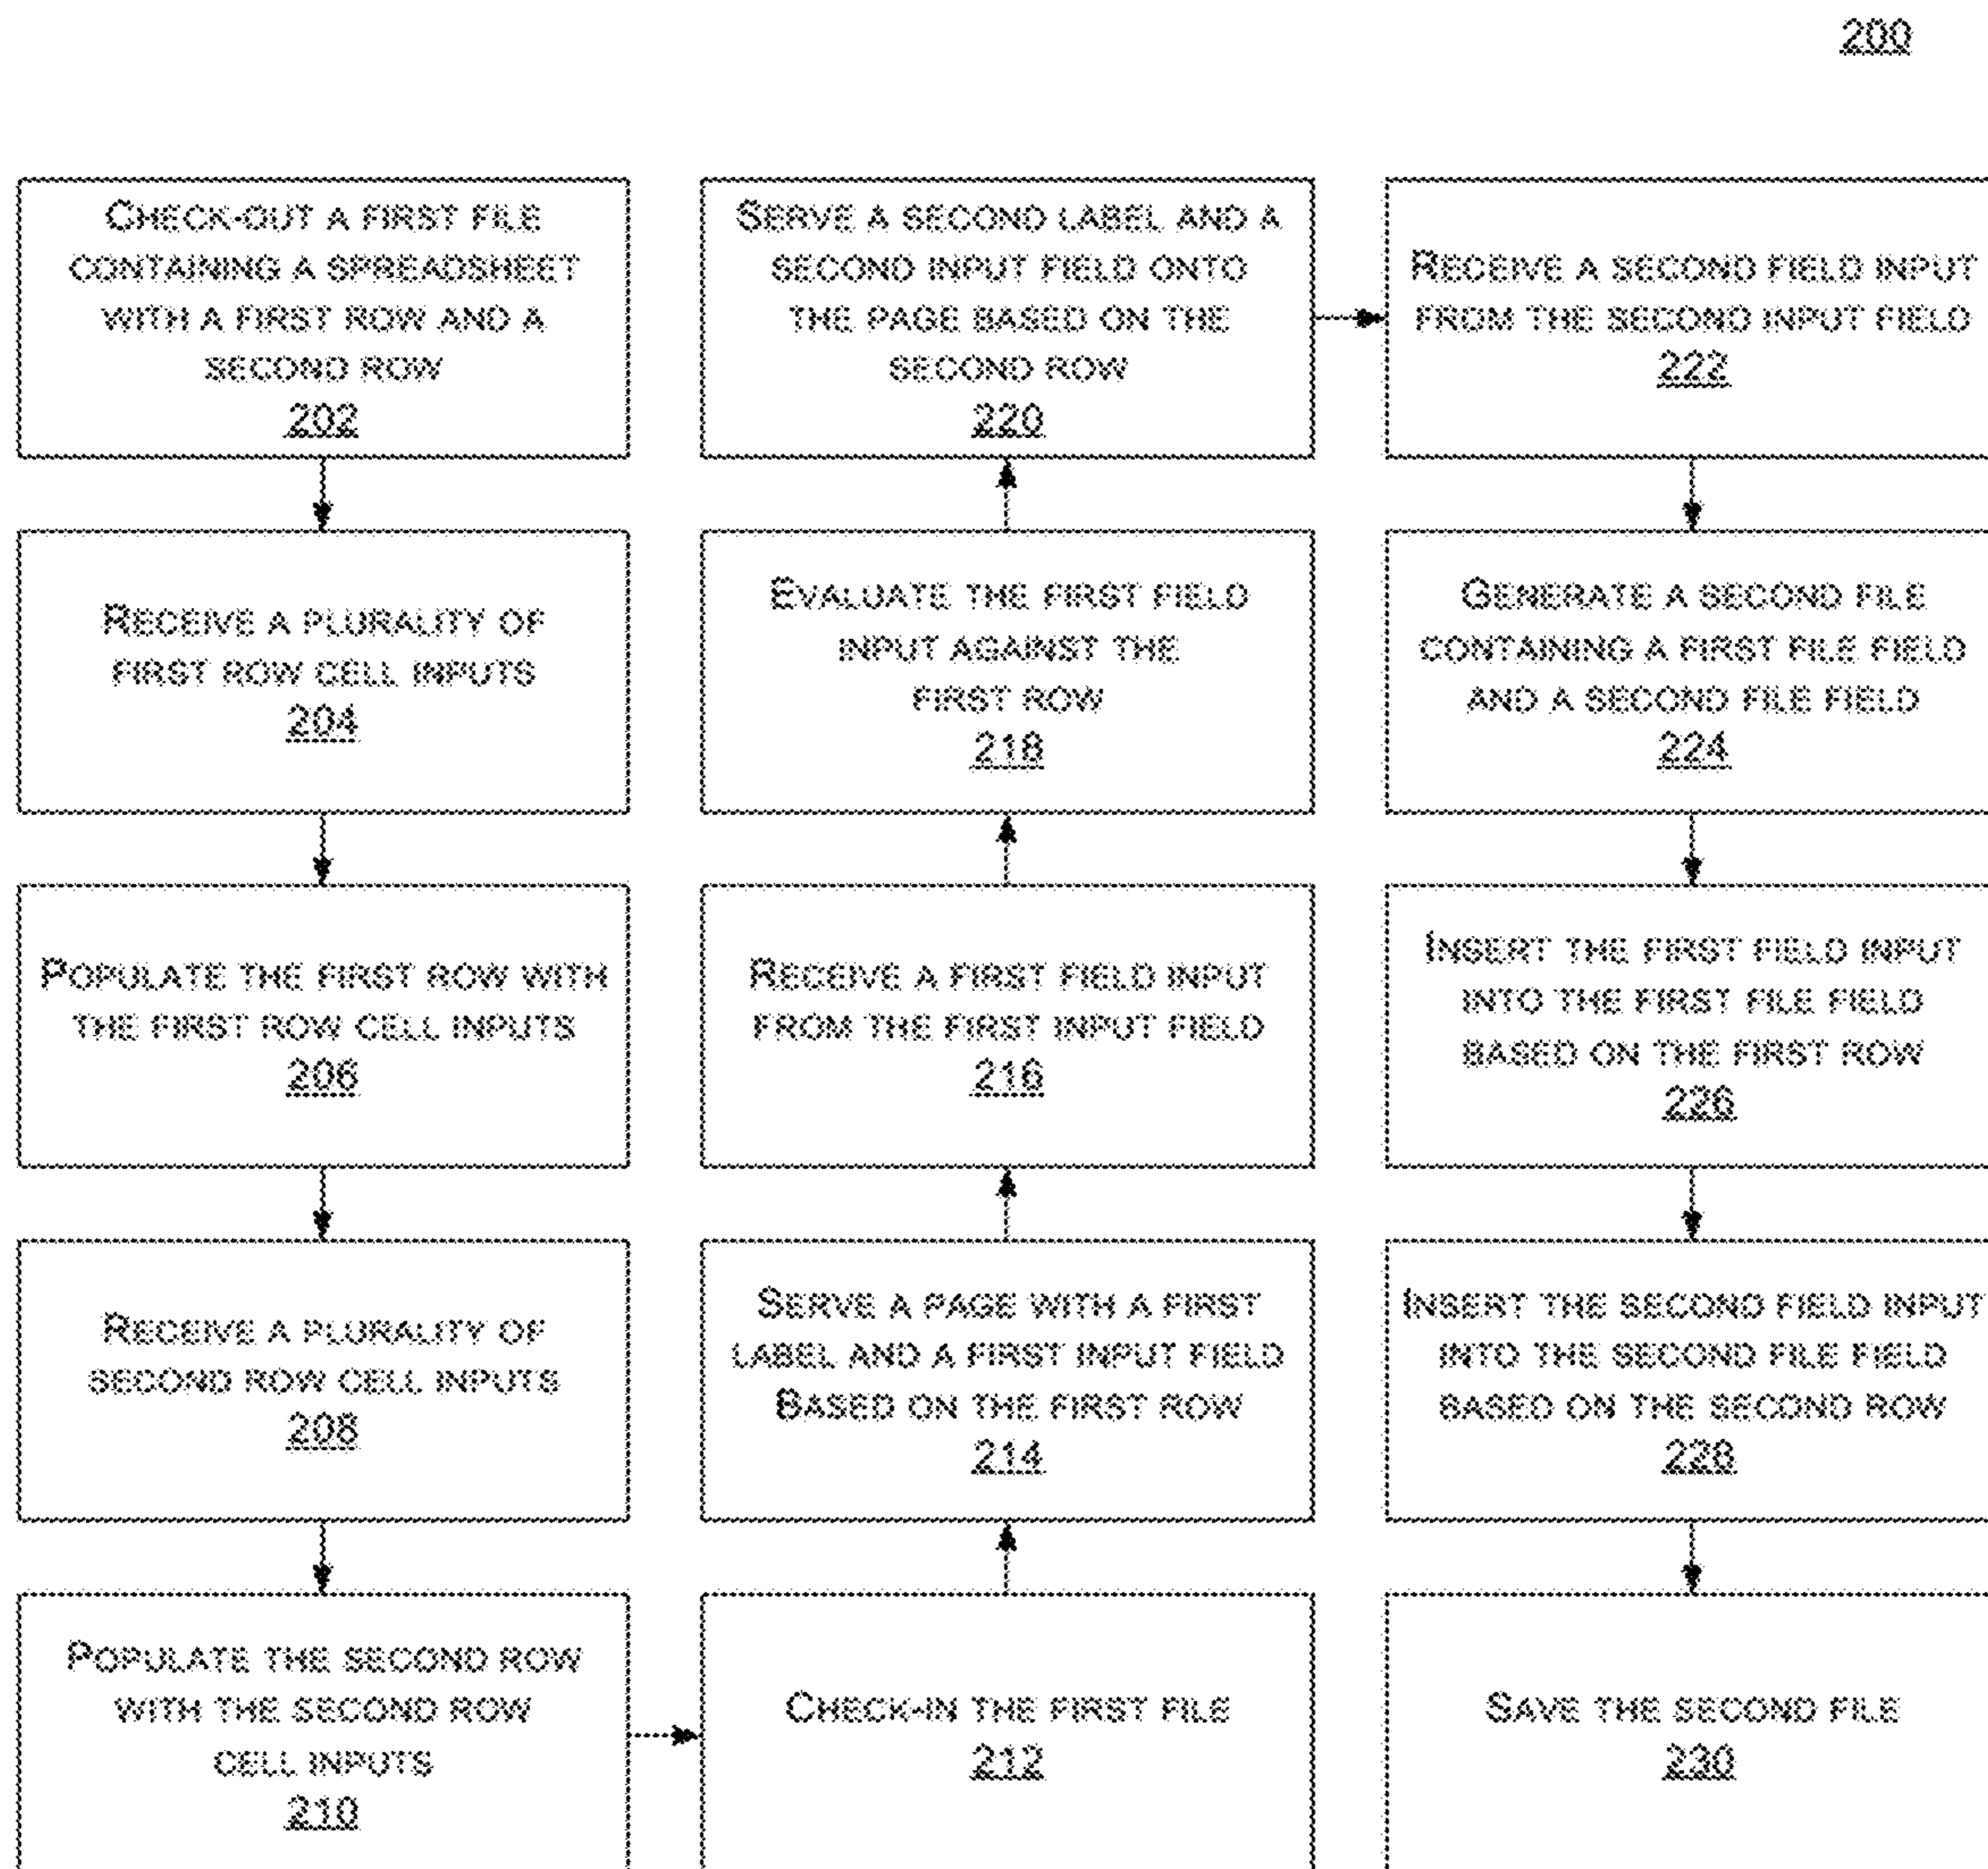 200
CHECK-OUT A FIRST FILE
CONTAINING A SPREADSHEET
WITH A FIRST ROW AND A
SECOND ROW
202
RECEIVE A PLURALITY OF
FIRST ROW CELL INPUTS
204
POPULATE THE FIRST ROW WITH
THE FIRST ROW CELL INPUTS
206
RECEIVE A PLURALITY OF
SECOND ROW CELL INPUTS
208
POPULATE THE SECOND ROW
WITH THE SECOND ROW
CELL INPUTS
210
CHECK-IN THE FIRST FILE
212
SERVE A PAGE WITH A FIRST
LABEL AND A FIRST INPUT FIELD
BASED ON THE FIRST ROW
214
RECEIVE A FIRST FIELD INPUT
FROM THE FIRST INPUT FIELD
216
EVALUATE THE FIRST FIELD
INPUT AGAINST THE
FIRST ROW
218
SERVE A SECOND LABEL AND A
SECOND INPUT FIELD ONTO
THE PAGE BASED ON THE
SECOND ROW
220
RECEIVE A SECOND FIELD INPUT
FROM THE SECOND INPUT FIELD
222
GENERATE A SECOND FILE
CONTAINING A FIRST FILE FIELD
AND A SECOND FILE FIELD
224
INSERT THE FIRST FIELD INPUT
INTO THE FIRST FILE FIELD
BASED ON THE FIRST ROW
226
INSERT THE SECOND FIELD INPUT
INTO THE SECOND FILE FIELD
BASED ON THE SECOND ROW
228
SAVE THE SECOND FILE
230